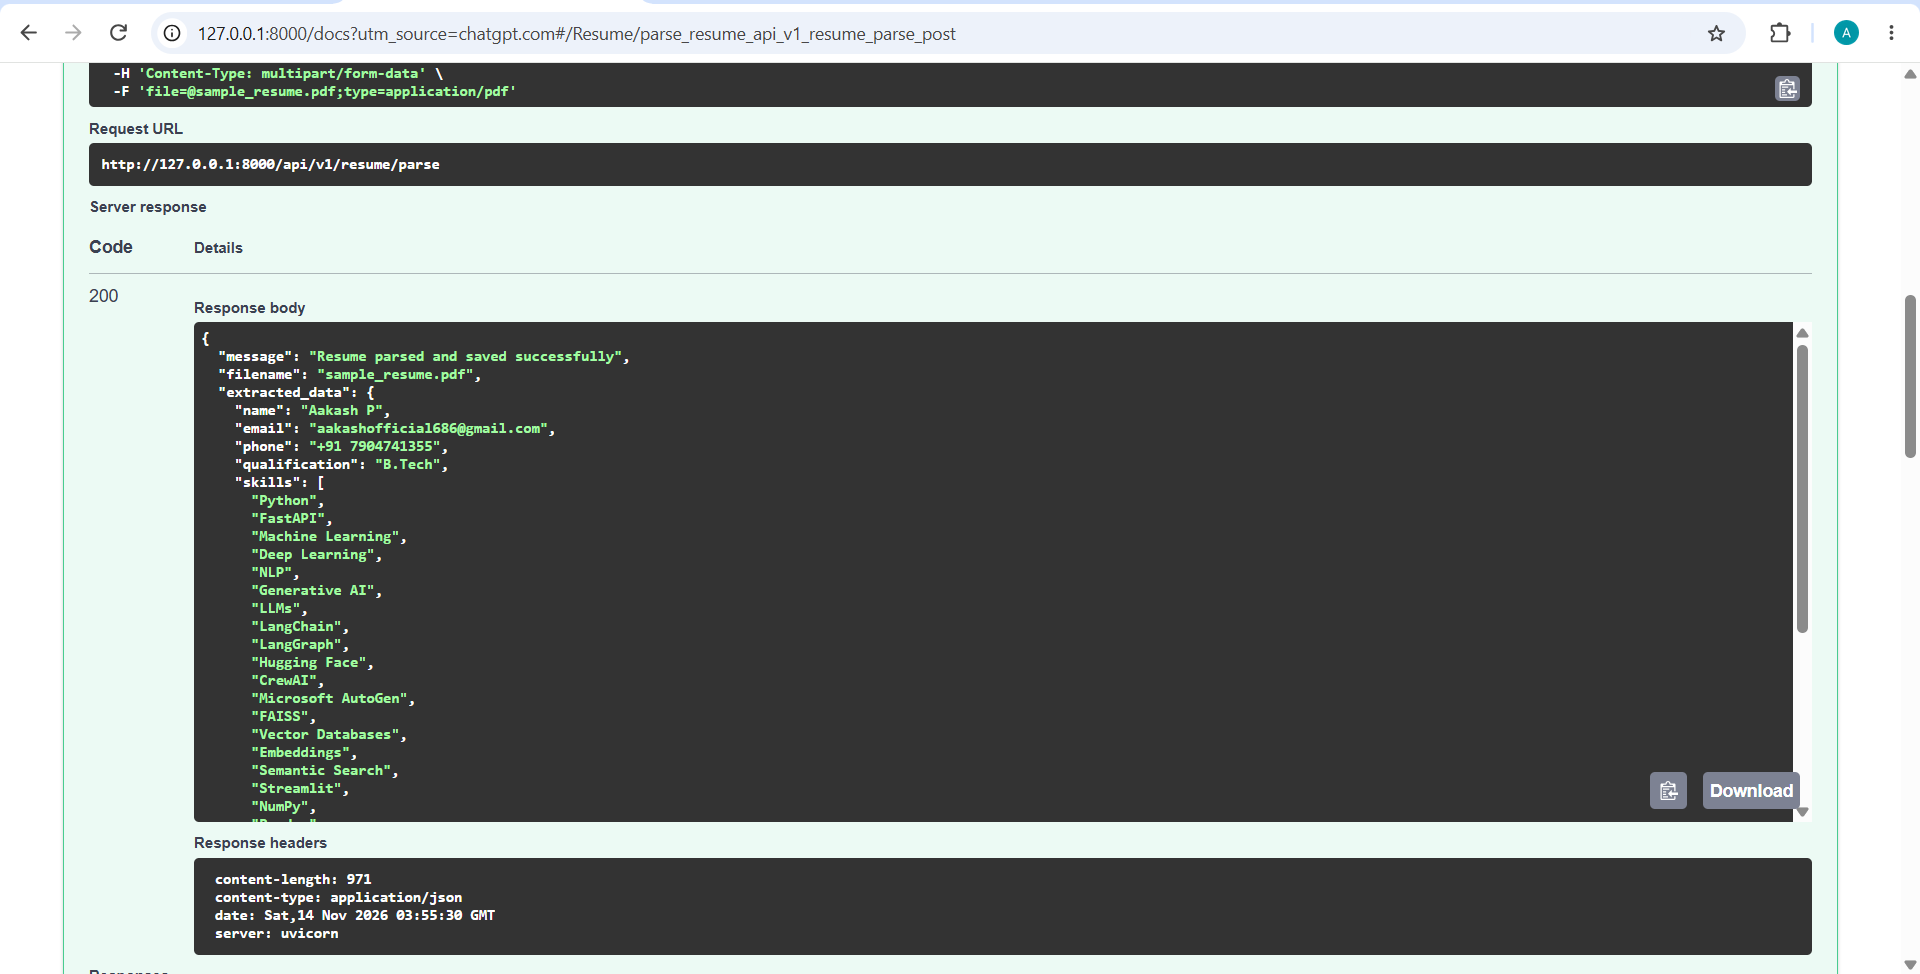 127.0.0.1:8000/docs?utm_source=chatgpt.com#/Resume/parse_resume_api_v1_resume_parse_post
A
-H 'Content-Type: multipart/form-data' \
-F 'file=@sample_resume.pdf;type=application/pdf'
Request URL
http://127.0.0.1:8000/api/v1/resume/parse
Server response
Code Details
200
Response body
{
"message": "Resume parsed and saved successfully",
"filename": "sample_resume.pdf",
"extracted_data": {
"name": "Aakash P",
"email": "aakashofficial686@gmail.com",
"phone": "+91 7904741355",
"qualification": "B.Tech",
"skills": [
"Python",
"FastAPI",
"Machine Learning",
"Deep Learning",
"NLP",
"Generative AI",
"LLMs",
"LangChain",
"LangGraph",
"Hugging Face",
"CrewAI",
"Microsoft AutoGen",
"FAISS",
"Vector Databases",
"Embeddings",
"Semantic Search",
"Streamlit",
"NumPy",
Download
Response headers
content-length: 971
content-type: application/json
date: Sat,14 Nov 2026 03:55:30 GMT
server: uvicorn
Responses